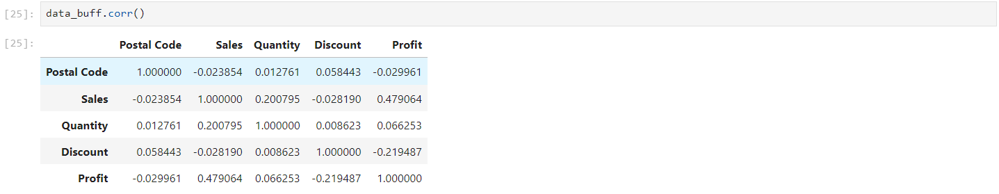 [25]: data_buff.corr()
[25]:
Postal Code Sales Quantity Discount Profit
Postal Code 1.000000 -0.023854 0.012761 0.058443 -0.029961
Sales -0.023854 1.000000 0.200795 -0.028190 0.479064
Quantity 0.012761 0.200795 1.000000 0.008623 0.066253
Discount 0.058443 -0.028190 0.008623 1.000000 -0.219487
Profit -0.029961 0.479064 0.066253 -0.219487 1.000000